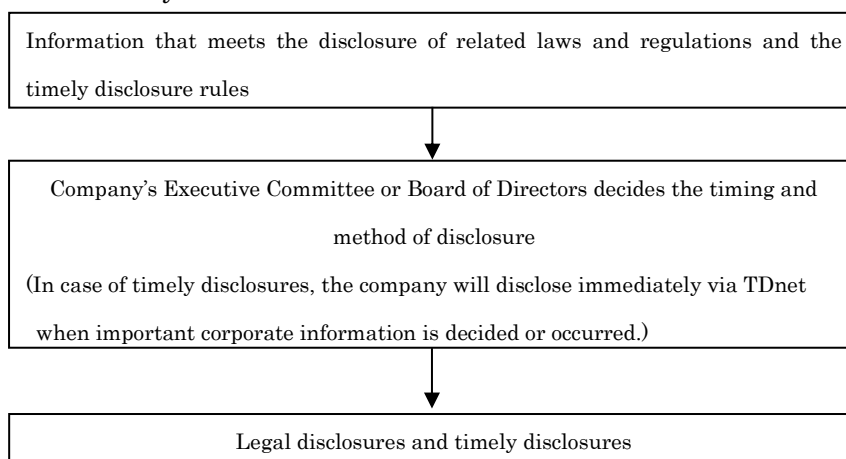 Information that meets the disclosure of related laws and regulations and the
timely disclosure rules
Company’s Executive Committee or Board of Directors decides the timing and
method of disclosure
(In case of timely disclosures, the company will disclose immediately via TDnet
when important corporate information is decided or occurred.)
Legal disclosures and timely disclosures